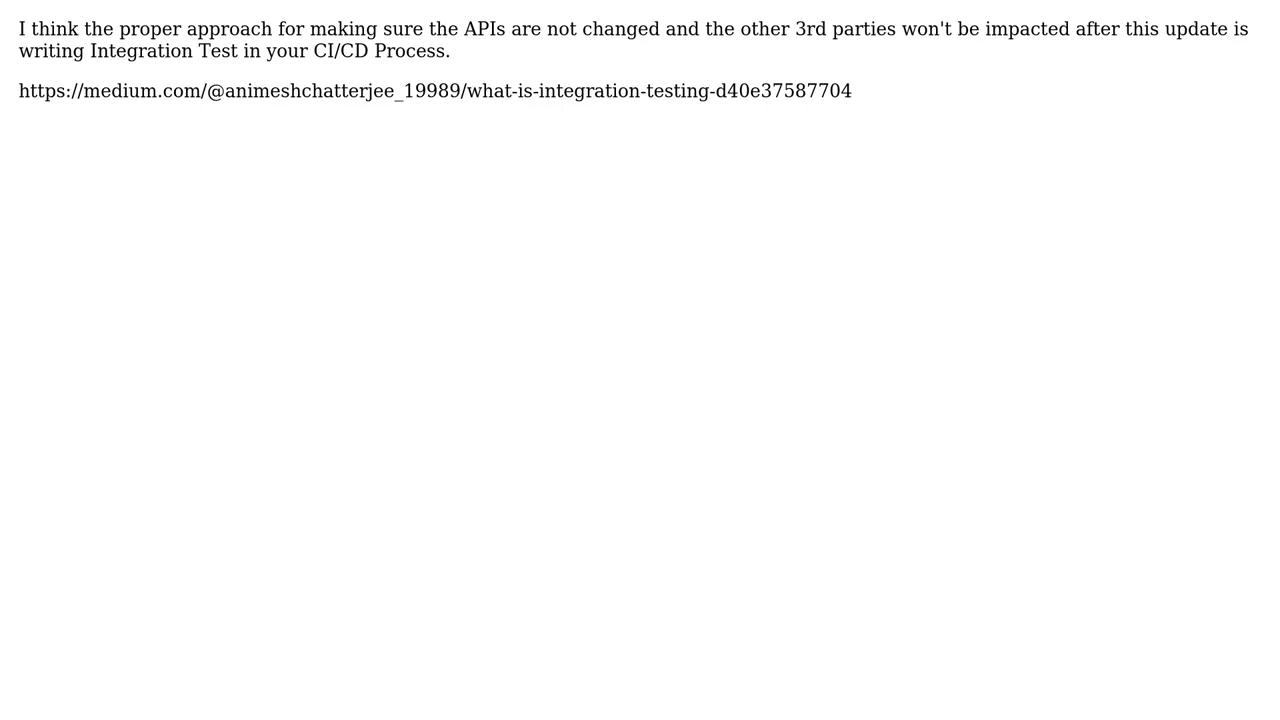 I think the proper approach for making sure the APIs are not changed and the other 3rd parties won't be impacted after this update is
writing Integration Test in your CI/CD Process.
https://medium.com/@animeshchatterjee_19989/what-is-integration-testing-d40e37587704